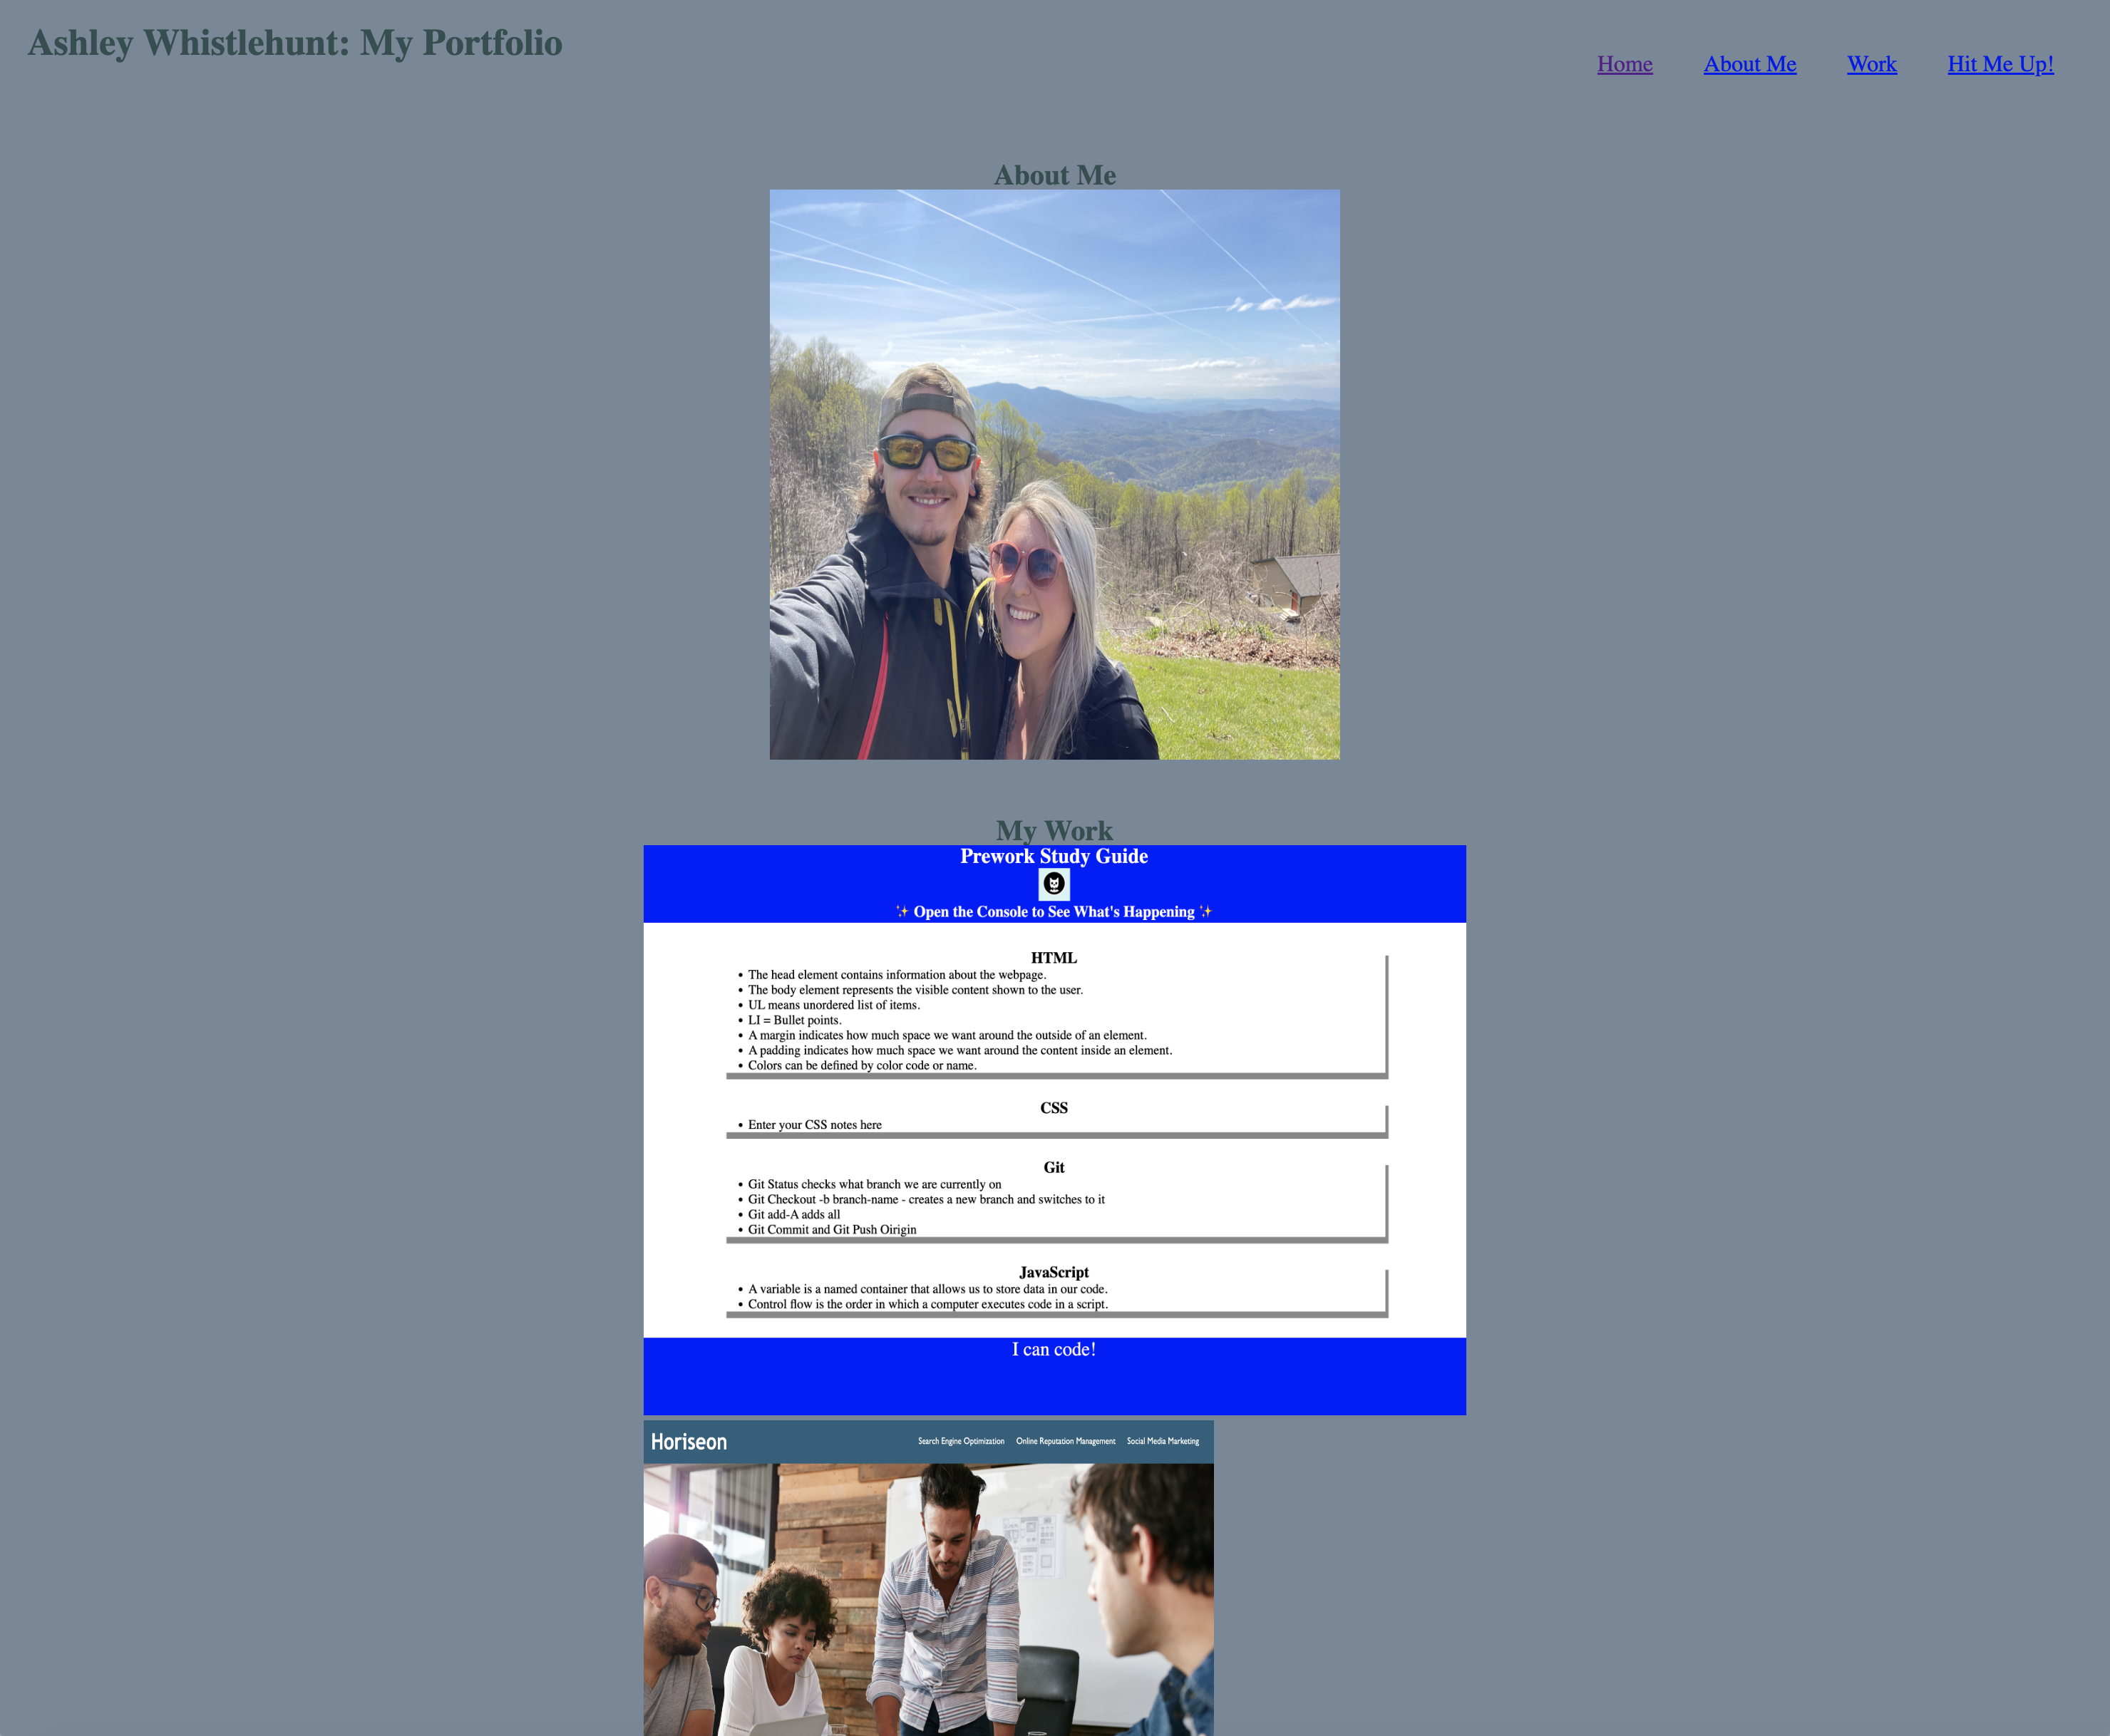 Ashley Whistlehunt: My Portfolio
Home About Me Work Hit Me Up!
About Me
My Work
Prework Study Guide
✨ Open the Console to See What's Happening ✨
HTML
• The head element contains information about the webpage.
• The body element represents the visible content shown to the user.
• UL means unordered list of items.
• LI = Bullet points.
• A margin indicates how much space we want around the outside of an element.
• A padding indicates how much space we want around the content inside an element.
• Colors can be defined by color code or name.
CSS
• Enter your CSS notes here
Git
• Git Status checks what branch we are currently on
• Git Checkout -b branch-name - creates a new branch and switches to it
• Git add-A adds all
• Git Commit and Git Push Oirigin
JavaScript
• A variable is a named container that allows us to store data in our code.
• Control flow is the order in which a computer executes code in a script.
I can code!
Horiseon
Search Engine Optimization Online Reputation Management Social Media Marketing